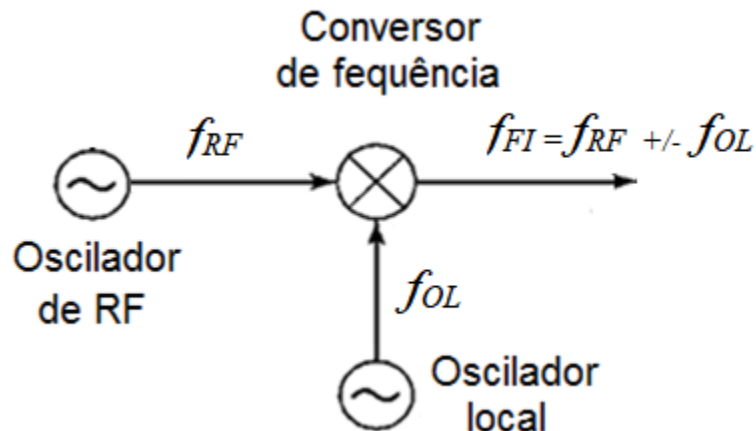 Conversor
de fequência
fRF
fFI = fRF +/- fOL
Oscilador
de RF
fOL
Oscilador
local